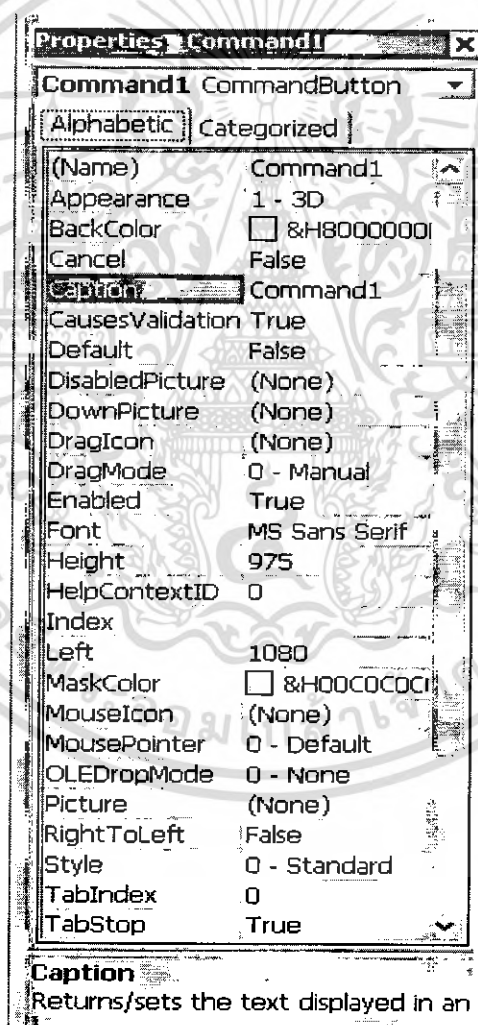 Properties - Command1
Command1 CommandButton
Alphabetic Categorized
(Name) Command1
Appearance 1 - 3D
BackColor &H8000000
Cancel False
Caption Command1
CausesValidation True
Default False
DisabledPicture (None)
DownPicture (None)
DragIcon (None)
DragMode 0 - Manual
Enabled True
Font MS Sans Serif
Height 975
HelpContextID 0
Index
Left 1080
MaskColor &H00C0C0C
MouseIcon (None)
MousePointer 0 - Default
OLEDropMode 0 - None
Picture (None)
RightToLeft False
Style 0 - Standard
TabIndex 0
TabStop True
Caption
Returns/sets the text displayed in an